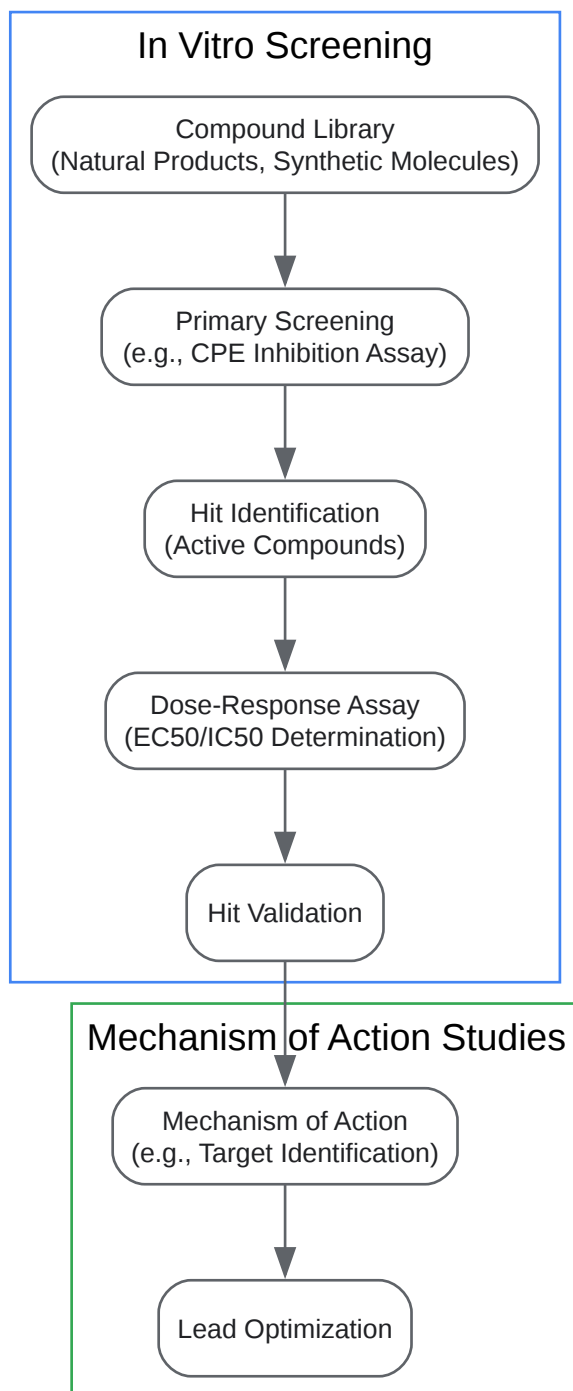 In Vitro Screening
Compound Library
(Natural Products, Synthetic Molecules)
Primary Screening
(e.g., CPE Inhibition Assay)
Hit Identification
(Active Compounds)
Dose-Response Assay
(EC50/IC50 Determination)
Hit Validation
Mechanism of Action Studies
Mechanism of Action
(e.g., Target Identification)
Lead Optimization